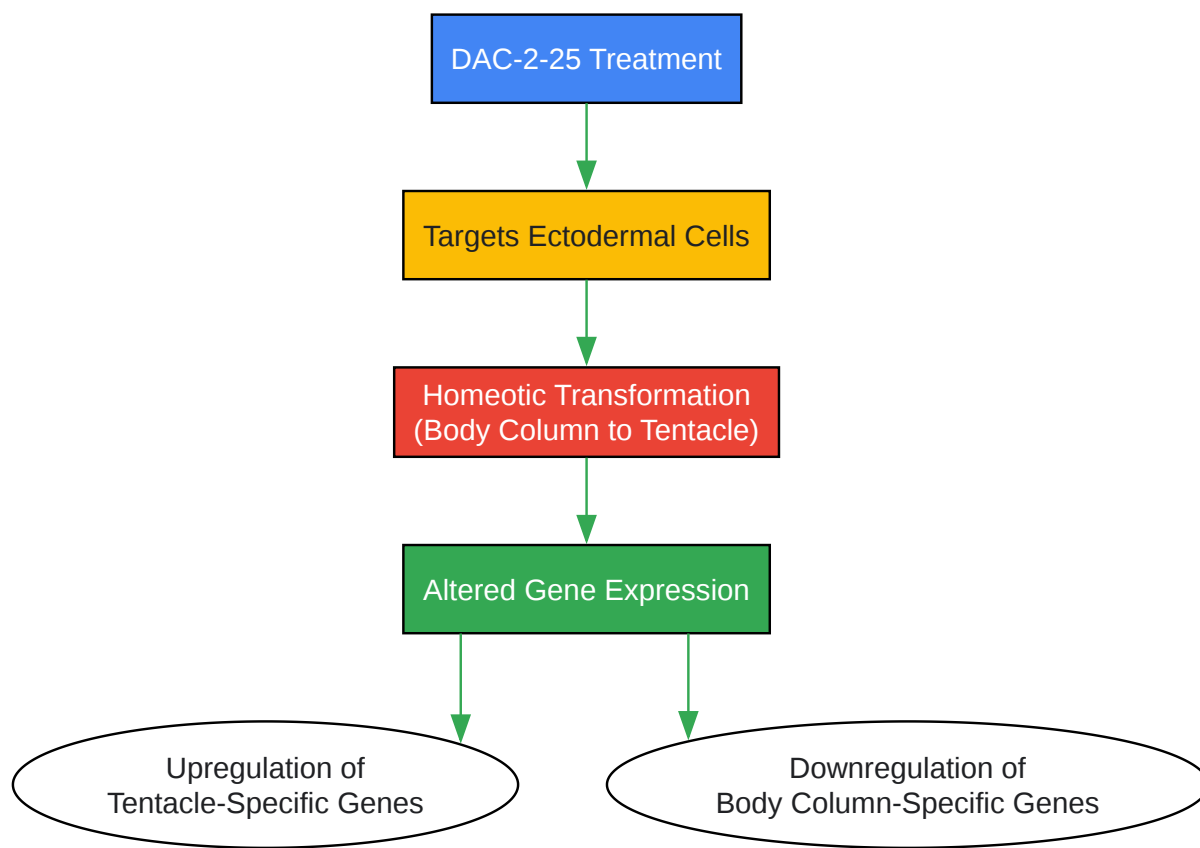 DAC-2-25 Treatment
Targets Ectodermal Cells
Homeotic Transformation
(Body Column to Tentacle)
Altered Gene Expression
Upregulation of
Tentacle-Specific Genes
Downregulation of
Body Column-Specific Genes